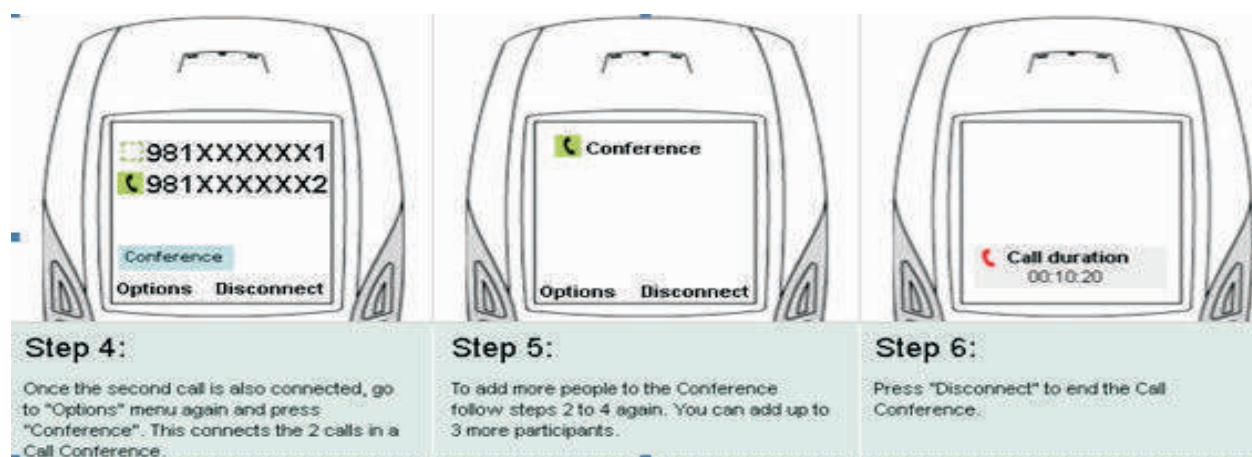 981XXXXXX1
981XXXXXX2
Conference
Options Disconnect
Conference
Options Disconnect
Call duration
00:10:20
Step 4:
Once the second call is also connected, go
to "Options" menu again and press
"Conference". This connects the 2 calls in a
Call Conference.
Step 5:
To add more people to the Conference
follow steps 2 to 4 again. You can add up to
3 more participants.
Step 6:
Press "Disconnect" to end the Call
Conference.